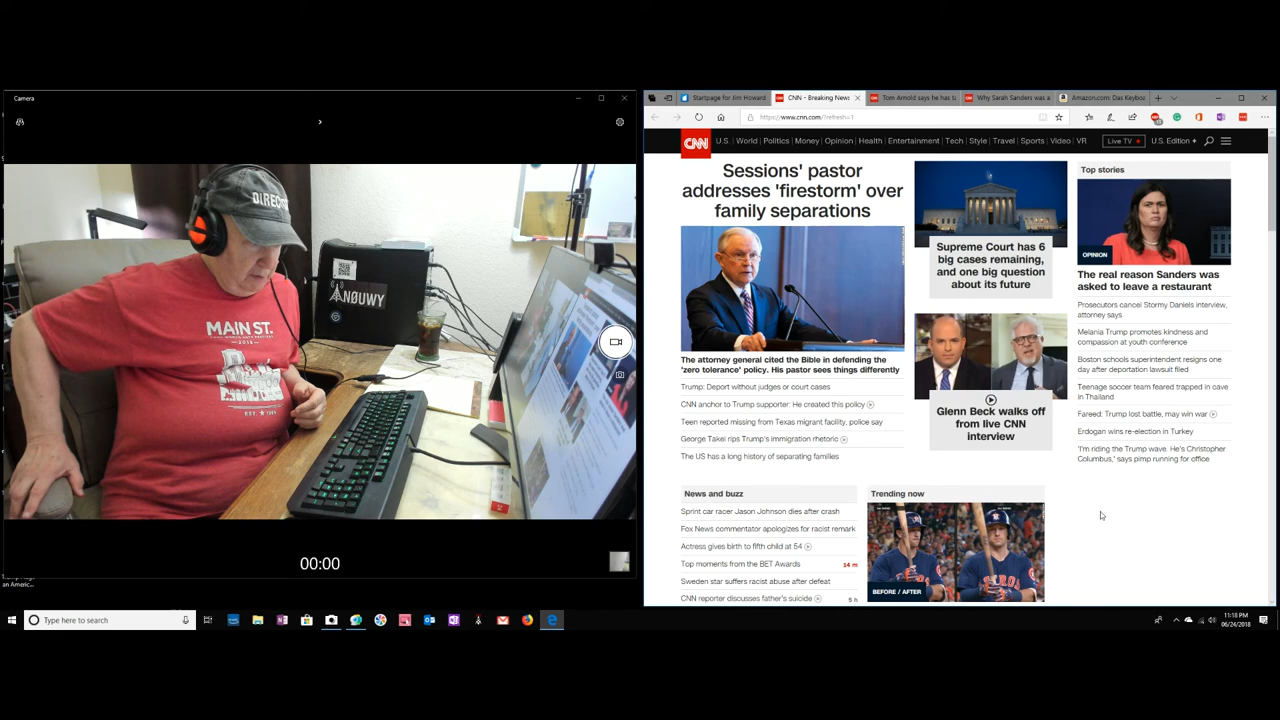 Camera
DIRECT
NØUWY
MAIN ST.
2018
EST. ★ 1986
00:00
an Americ...
Startpage for Jim Howard
CNN - Breaking News
Tom Arnold says he has t
Why Sarah Sanders was a
Amazon.com: Das Keyboa
https://www.cnn.com/?refresh=1
CNN
U.S. World Politics Money Opinion Health Entertainment Tech Style Travel Sports Video VR
Live TV
U.S. Edition +
Sessions' pastor
addresses 'firestorm' over
family separations
The attorney general cited the Bible in defending the
'zero tolerance' policy. His pastor sees things differently
Trump: Deport without judges or court cases
CNN anchor to Trump supporter: He created this policy
Teen reported missing from Texas migrant facility, police say
George Takei rips Trump's immigration rhetoric
The US has a long history of separating families
Supreme Court has 6
big cases remaining,
and one big question
about its future
Glenn Beck walks off
from live CNN
interview
Top stories
OPINION
The real reason Sanders was
asked to leave a restaurant
Prosecutors cancel Stormy Daniels interview,
attorney says
Melania Trump promotes kindness and
compassion at youth conference
Boston schools superintendent resigns one
day after deportation lawsuit filed
Teenage soccer team feared trapped in cave
in Thailand
Fareed: Trump lost battle, may win war
Erdogan wins re-election in Turkey
'I'm riding the Trump wave. He's Christopher
Columbus,' says pimp running for office
News and buzz
Sprint car racer Jason Johnson dies after crash
Fox News commentator apologizes for racist remark
Actress gives birth to fifth child at 54
Top moments from the BET Awards 14 m
Sweden star suffers racist abuse after defeat
CNN reporter discusses father's suicide 5 h
Trending now
BEFORE / AFTER
Type here to search
11:18 PM
06/24/2018